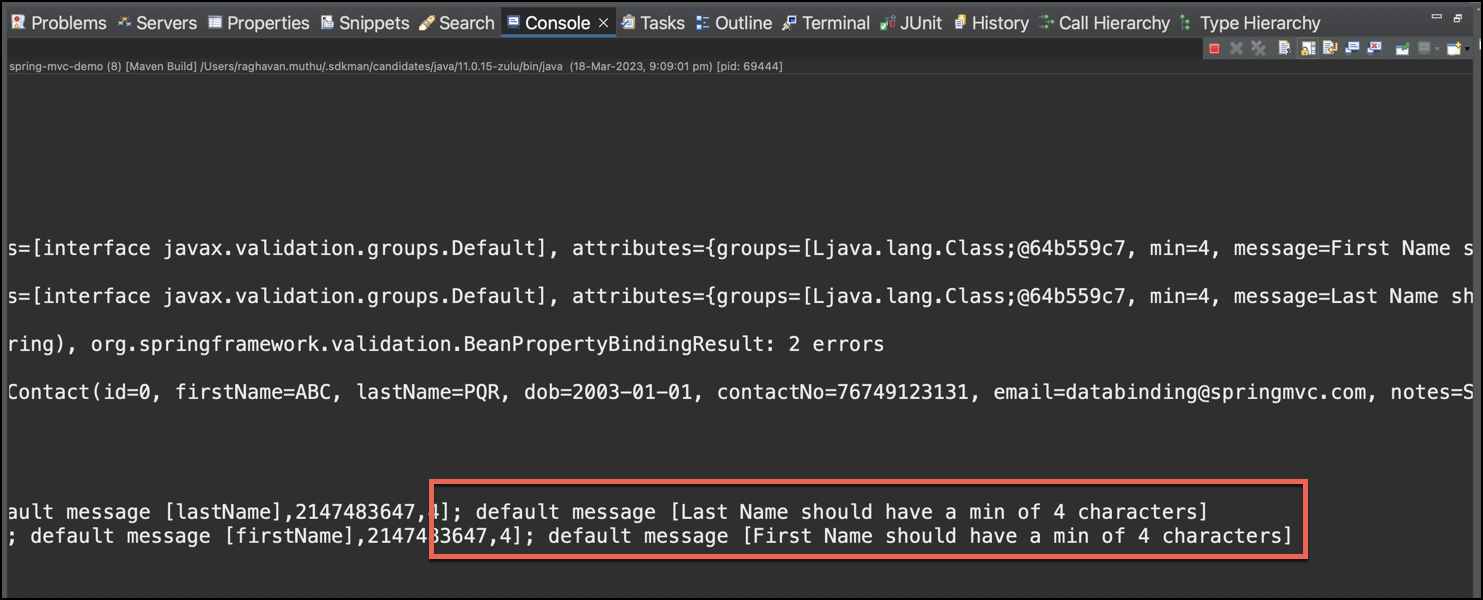 Problems Servers Properties Snippets Search Console Tasks Outline Terminal JUnit History Call Hierarchy Type Hierarchy
spring-mvc-demo (8) [Maven Build] /Users/raghavan.muthu/.sdkman/candidates/java/11.0.15-zulu/bin/java (18-Mar-2023, 9:09:01 pm) [pid: 69444]
s=[interface javax.validation.groups.Default], attributes={groups=[Ljava.lang.Class;@64b559c7, min=4, message=First Name s
s=[interface javax.validation.groups.Default], attributes={groups=[Ljava.lang.Class;@64b559c7, min=4, message=Last Name sh
ring), org.springframework.validation.BeanPropertyBindingResult: 2 errors
Contact(id=0, firstName=ABC, lastName=PQR, dob=2003-01-01, contactNo=76749123131, email=databinding@springmvc.com, notes=S
ault message [lastName],2147483647,4]; default message [Last Name should have a min of 4 characters]
; default message [firstName],2147483647,4]; default message [First Name should have a min of 4 characters]